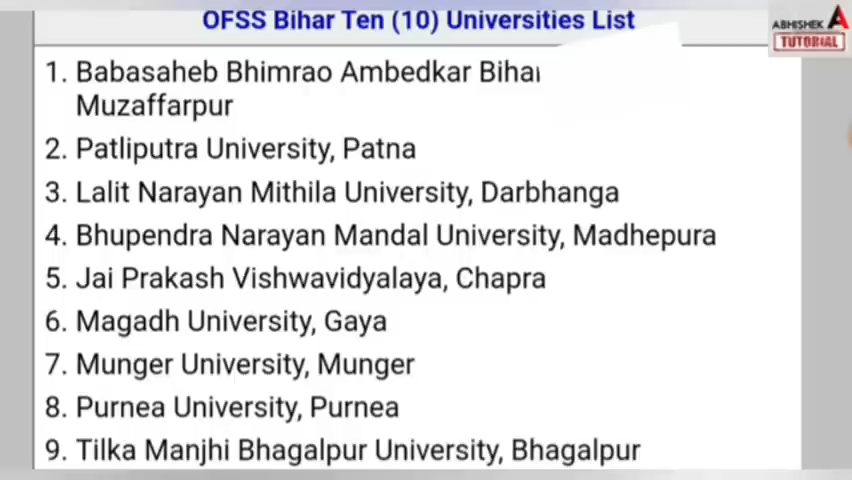 OFSS Bihar Ten (10) Universities List
ABHISHEK A
TUTORIAL
1. Babasaheb Bhimrao Ambedkar Bihar
Muzaffarpur
2. Patliputra University, Patna
3. Lalit Narayan Mithila University, Darbhanga
4. Bhupendra Narayan Mandal University, Madhepura
5. Jai Prakash Vishwavidyalaya, Chapra
6. Magadh University, Gaya
7. Munger University, Munger
8. Purnea University, Purnea
9. Tilka Manjhi Bhagalpur University, Bhagalpur